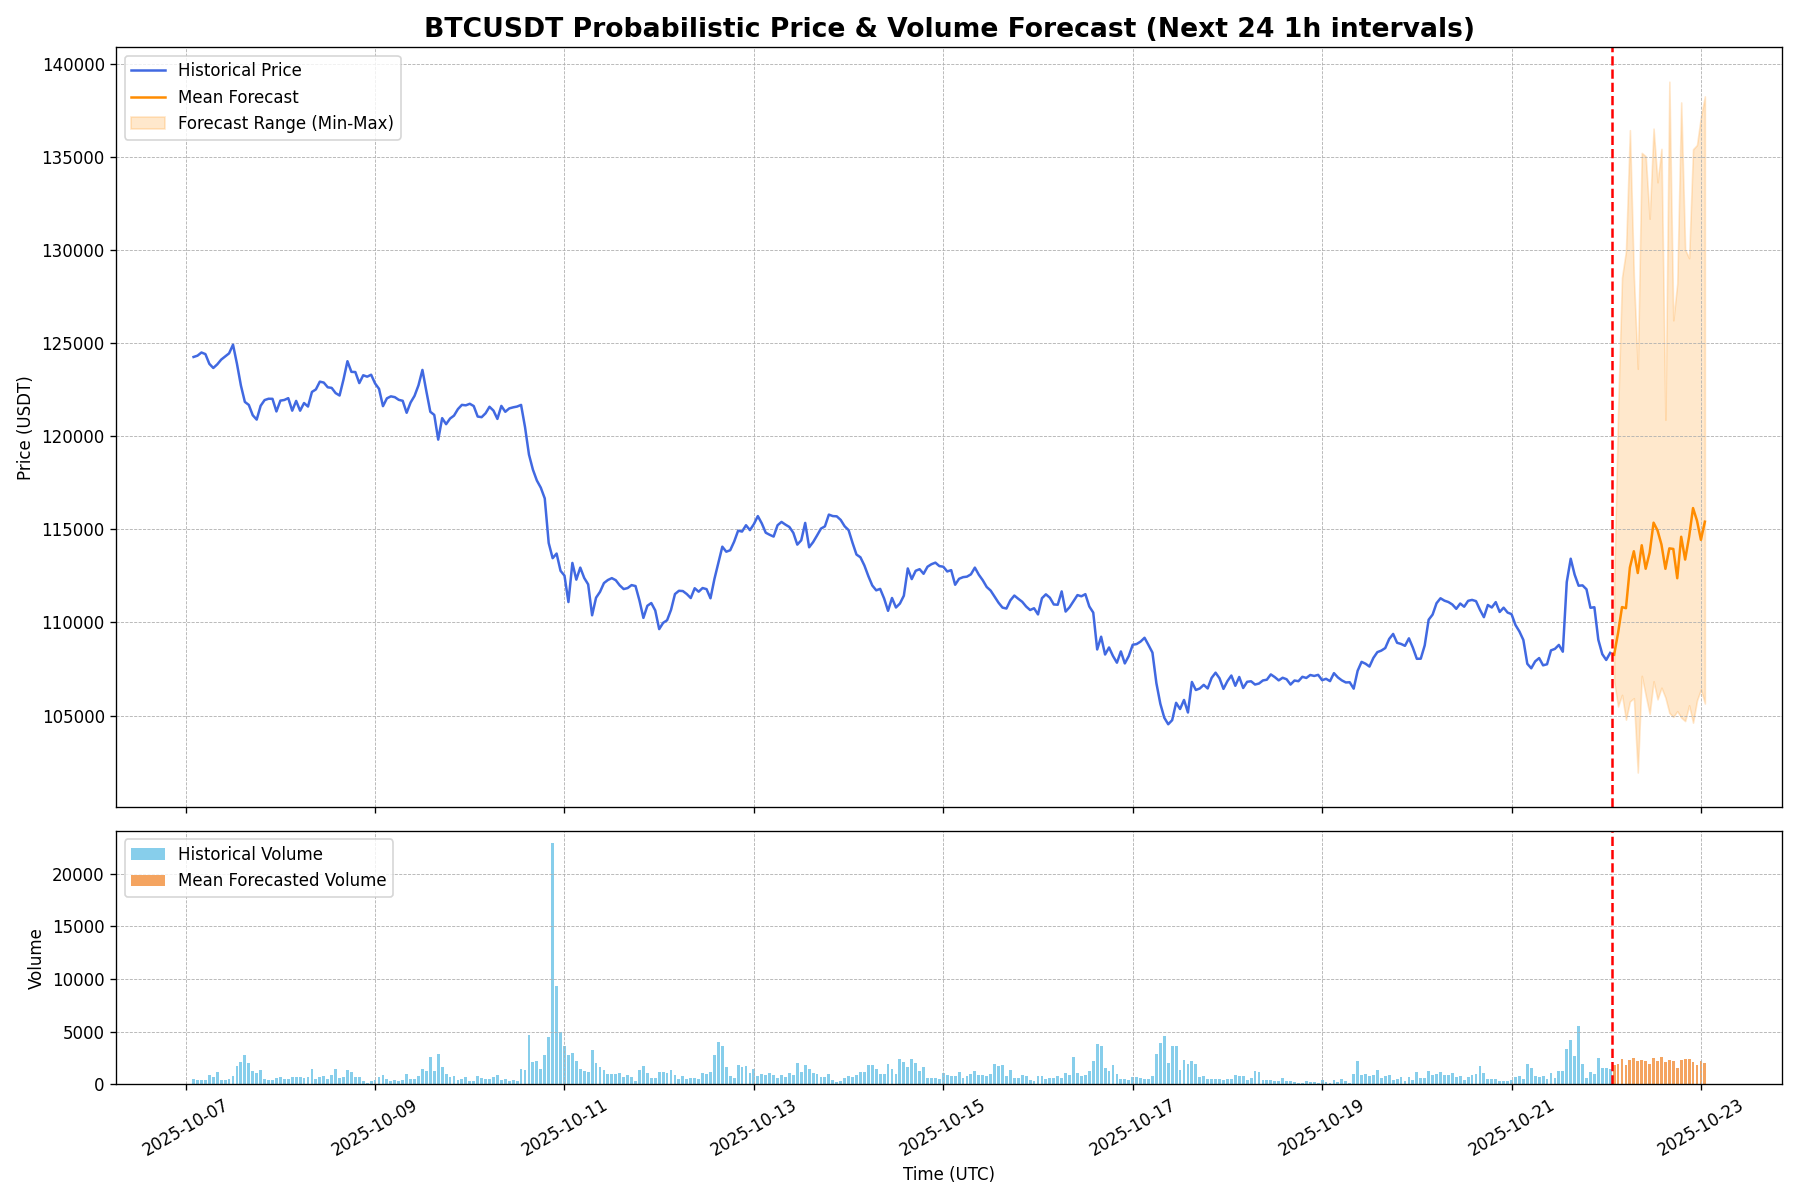 BTCUSDT Probabilistic Price & Volume Forecast (Next 24 1h intervals)
Historical Price
Mean Forecast
Forecast Range (Min-Max)
Price (USDT)
140000
135000
130000
125000
120000
115000
110000
105000
Historical Volume
Mean Forecasted Volume
Volume
20000
15000
10000
5000
0
2025-10-07
2025-10-09
2025-10-11
2025-10-13
2025-10-15
2025-10-17
2025-10-19
2025-10-21
2025-10-23
Time (UTC)